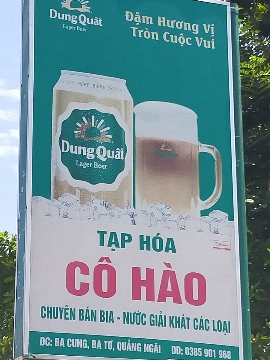 Dung Quất
Lager Beer
Đậm Hương Vị
Tròn Cuộc Vui
Dung Quất
Lager Beer
TẠP HÓA
CÔ HÀO
CHUYÊN BÁN BIA - NƯỚC GIẢI KHÁT CÁC LOẠI
ĐC: BA CUNG, BA TƠ, QUẢNG NGÃI DĐ: 0385 901 968